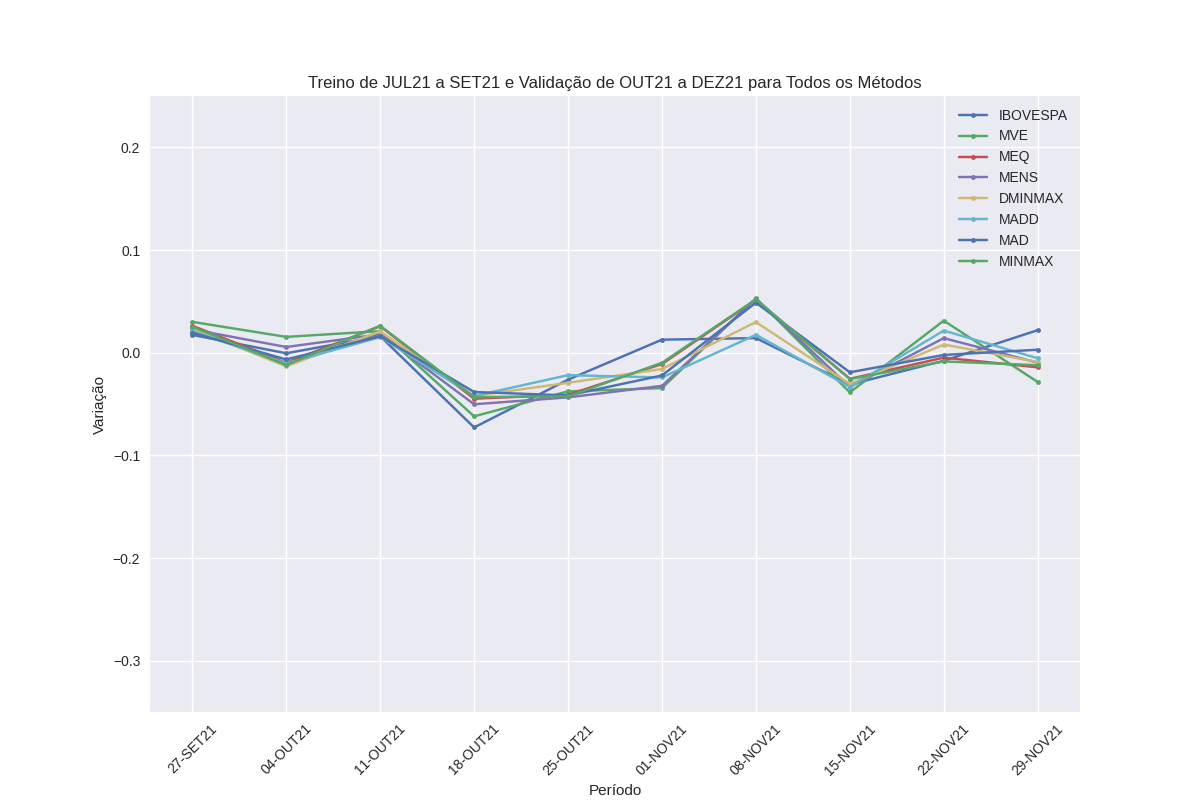 Treino de JUL21 a SET21 e Validação de OUT21 a DEZ21 para Todos os Métodos
IBOVESPA
MVE
MEQ
MENS
DMINMAX
MADD
MAD
MINMAX
0.2
0.1
0.0
−0.1
−0.2
−0.3
Variação
27-SET21
04-OUT21
11-OUT21
18-OUT21
25-OUT21
01-NOV21
08-NOV21
15-NOV21
22-NOV21
29-NOV21
Período